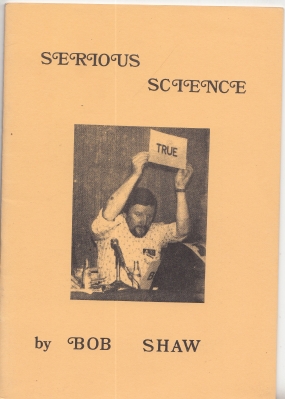 SERIOUS
SCIENCE
TRUE
by BOB SHAW